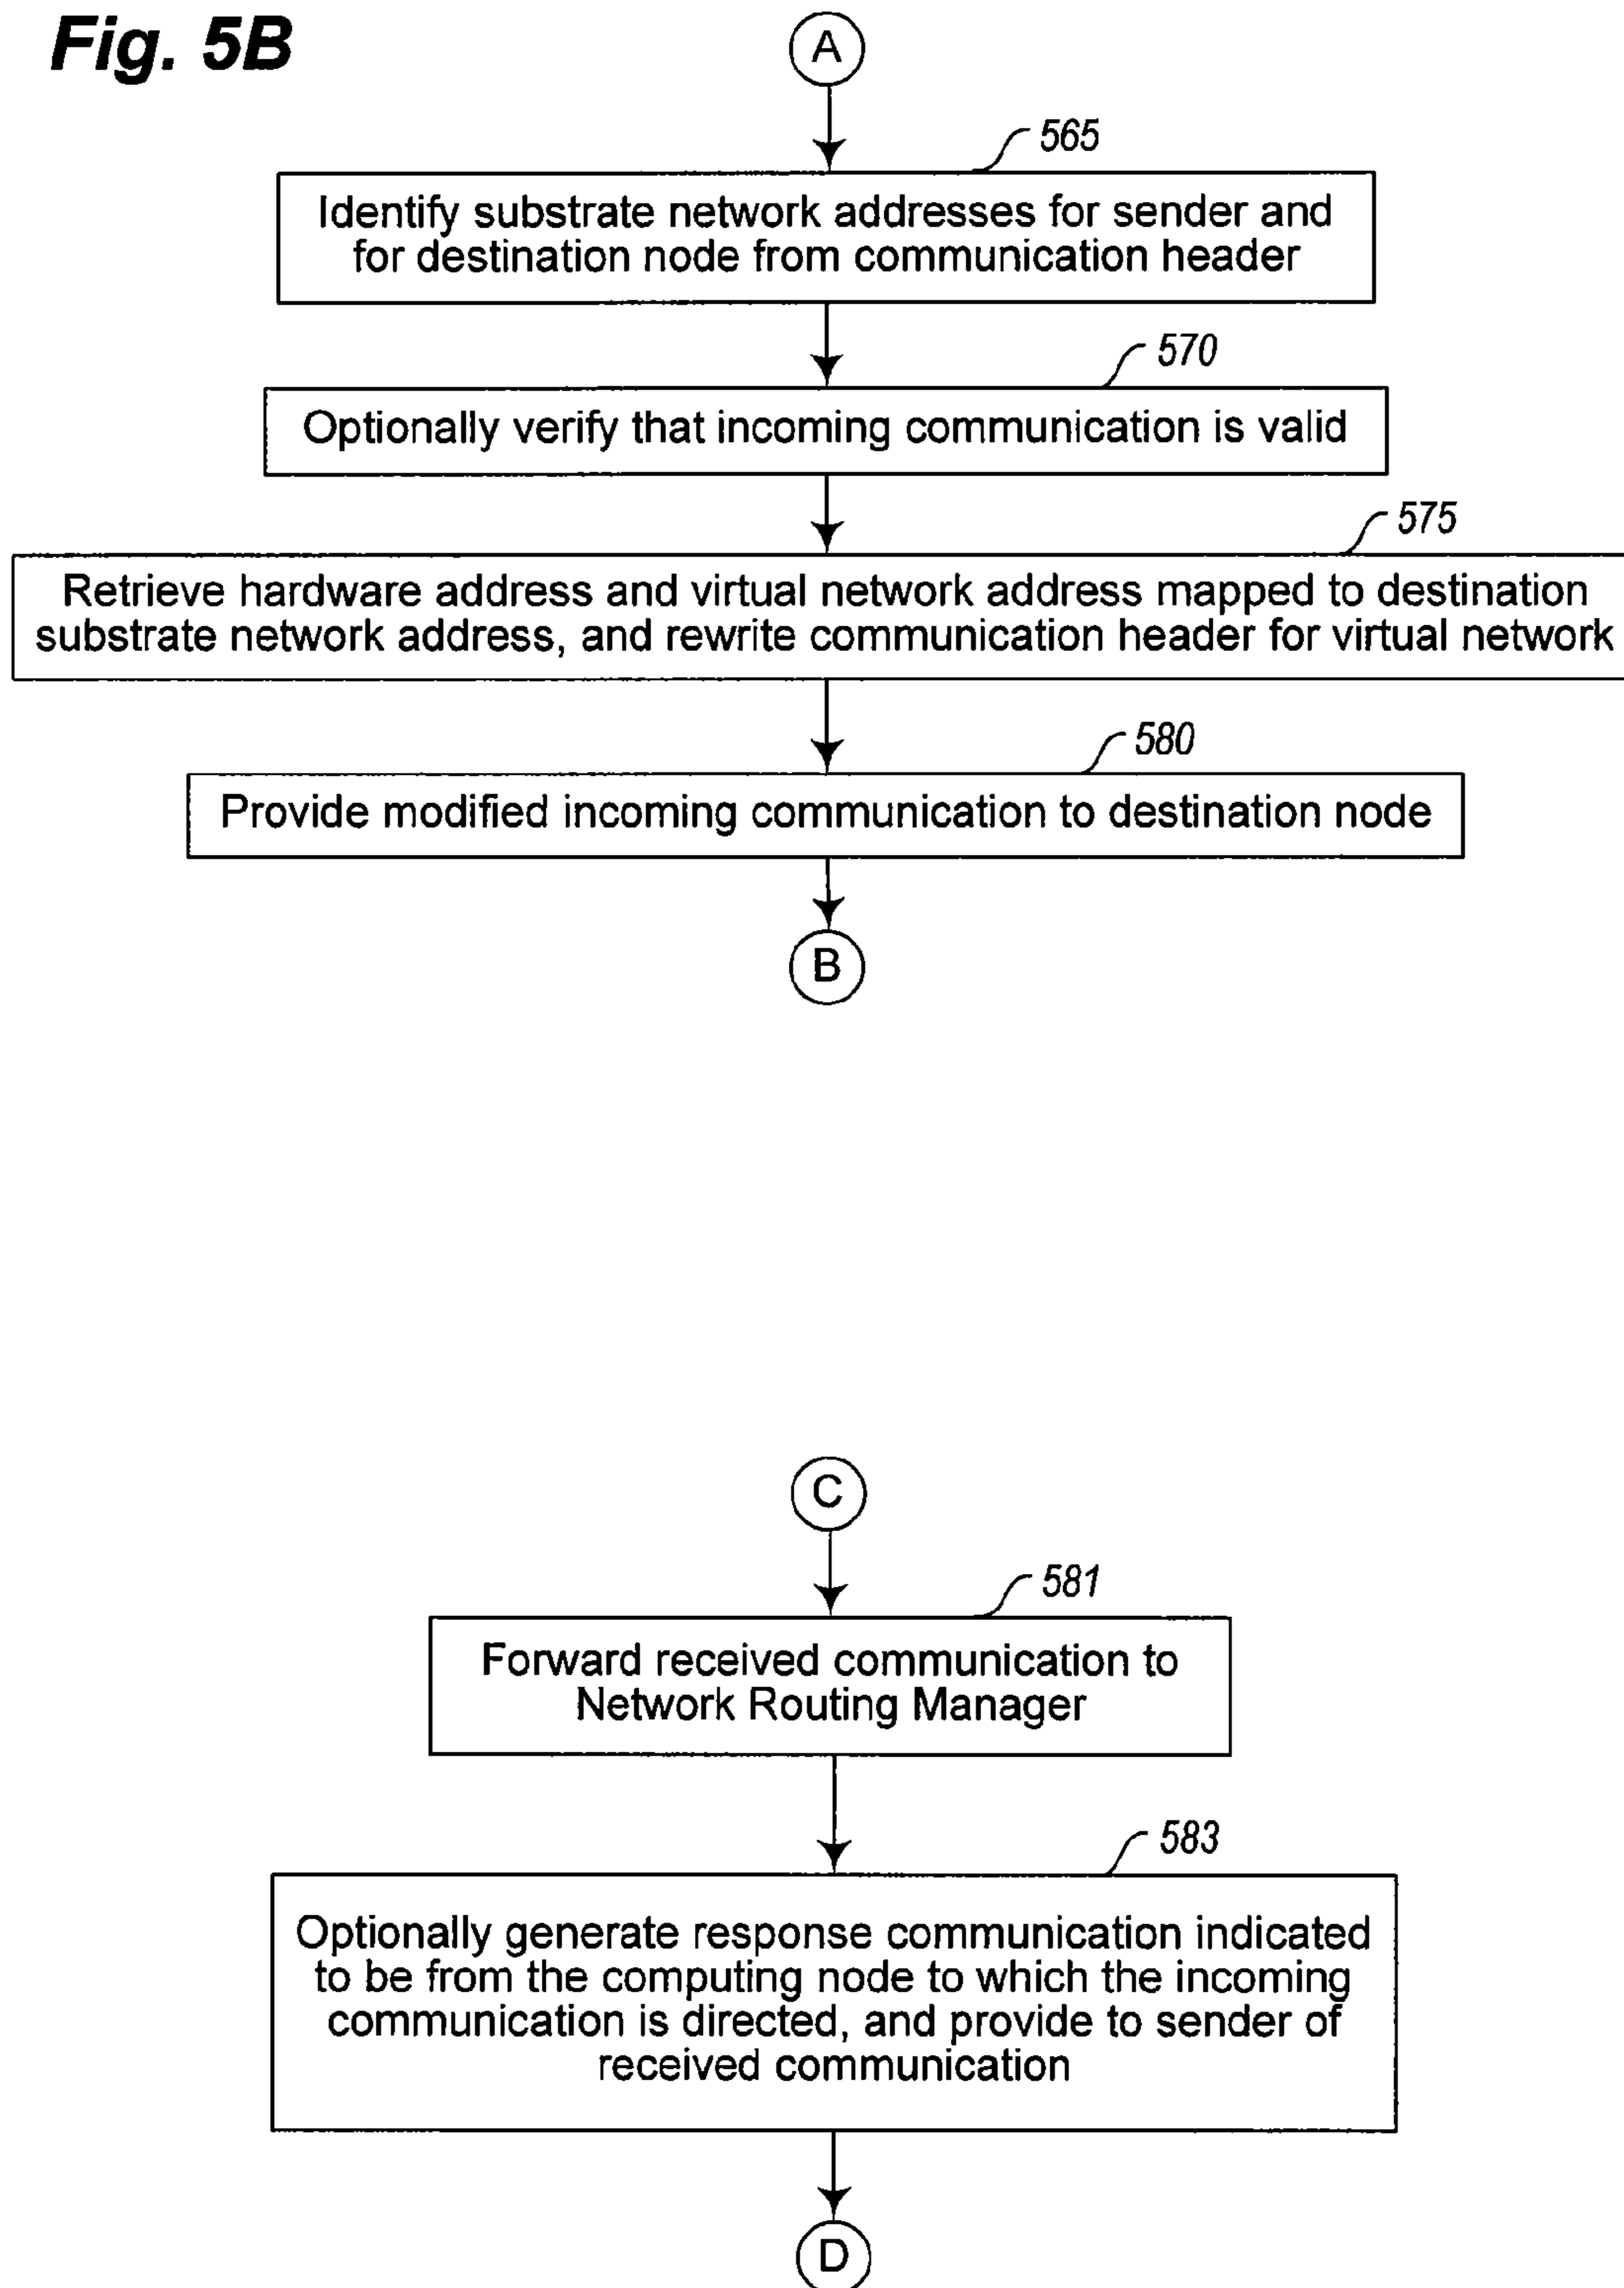 Fig. 5B
A
565
Identify substrate network addresses for sender and
for destination node from communication header
570
Optionally verify that incoming communication is valid
575
Retrieve hardware address and virtual network address mapped to destination
substrate network address, and rewrite communication header for virtual network
580
Provide modified incoming communication to destination node
B
C
581
Forward received communication to
Network Routing Manager
583
Optionally generate response communication indicated
to be from the computing node to which the incoming
communication is directed, and provide to sender of
received communication
D